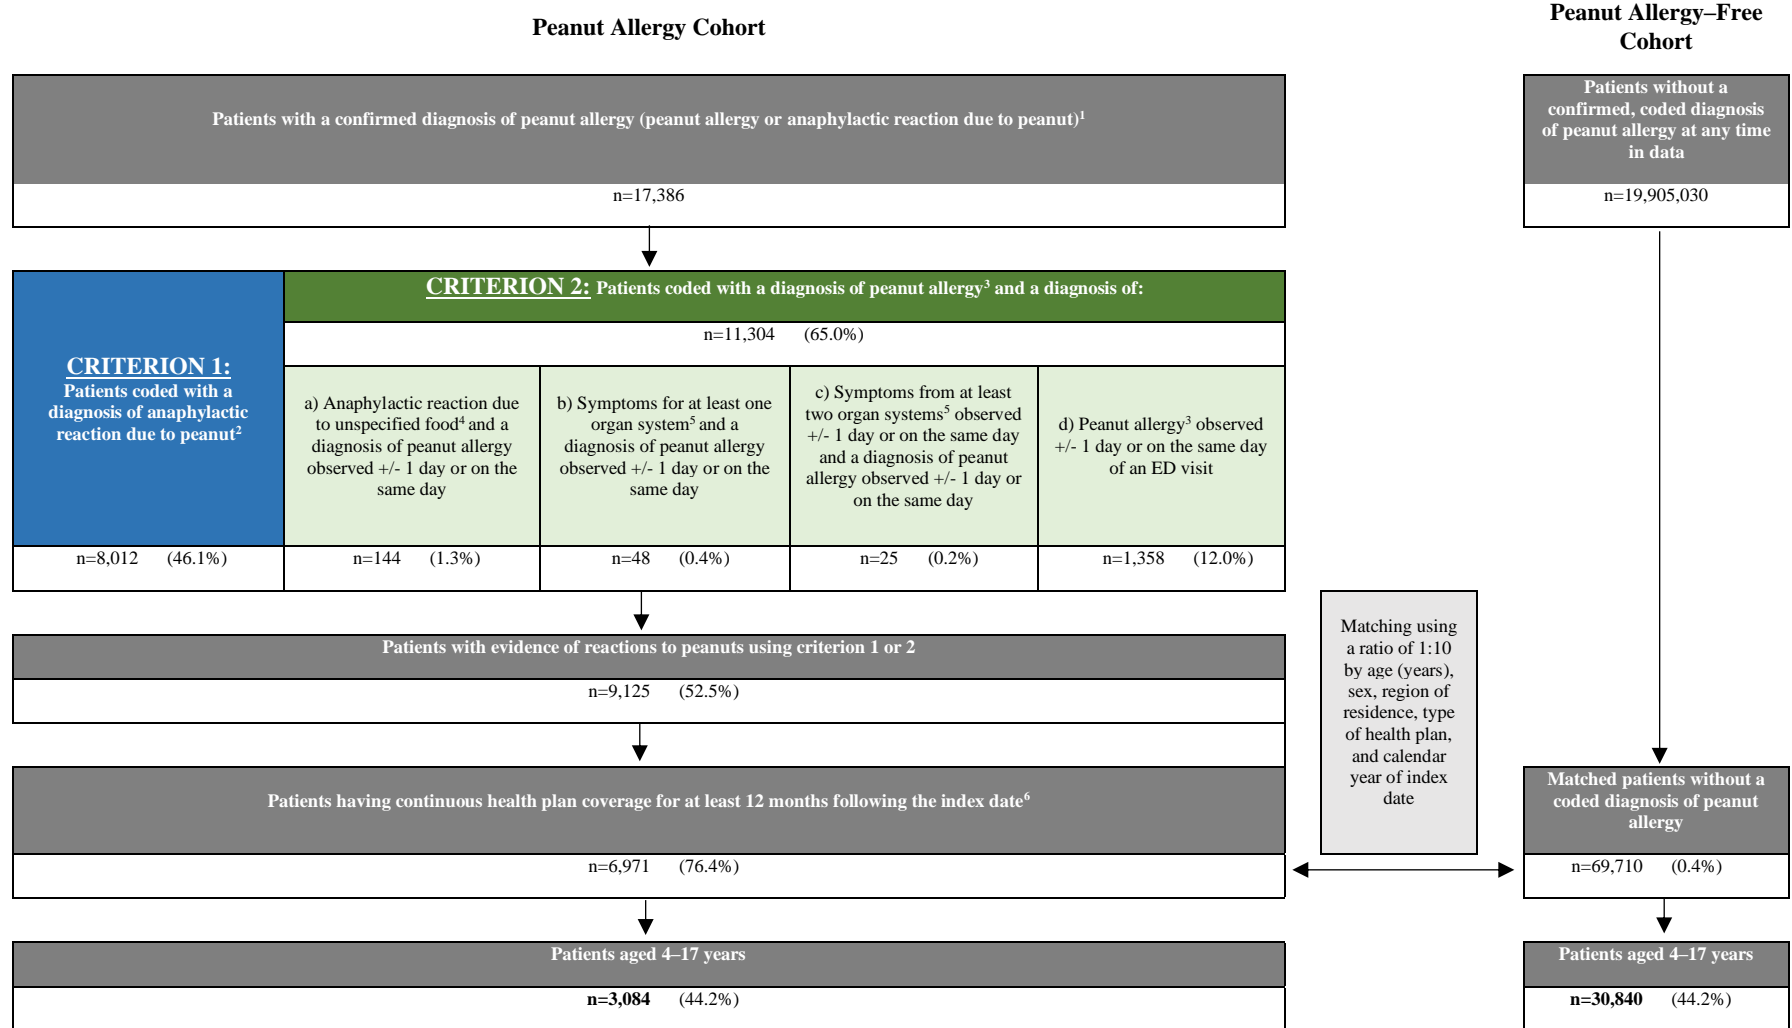 Peanut Allergy Cohort
Peanut Allergy–Free
Cohort
Patients with a confirmed diagnosis of peanut allergy (peanut allergy or anaphylactic reaction due to peanut)1
n=17,386
Patients without a
confirmed, coded diagnosis
of peanut allergy at any time
in data
n=19,905,030
CRITERION 1:
Patients coded with a
diagnosis of anaphylactic
reaction due to peanut2
n=8,012 (46.1%)
CRITERION 2: Patients coded with a diagnosis of peanut allergy3 and a diagnosis of:
n=11,304 (65.0%)
a) Anaphylactic reaction due
to unspecified food4 and a
diagnosis of peanut allergy
observed +/- 1 day or on the
same day
n=144 (1.3%)
b) Symptoms for at least one
organ system5 and a
diagnosis of peanut allergy
observed +/- 1 day or on the
same day
n=48 (0.4%)
c) Symptoms from at least
two organ systems5 observed
+/- 1 day or on the same day
and a diagnosis of peanut
allergy observed +/- 1 day or
on the same day
n=25 (0.2%)
d) Peanut allergy3 observed
+/- 1 day or on the same day
of an ED visit
n=1,358 (12.0%)
Patients with evidence of reactions to peanuts using criterion 1 or 2
n=9,125 (52.5%)
Matching using
a ratio of 1:10
by age (years),
sex, region of
residence, type
of health plan,
and calendar
year of index
date
Patients having continuous health plan coverage for at least 12 months following the index date6
n=6,971 (76.4%)
Matched patients without a
coded diagnosis of peanut
allergy
n=69,710 (0.4%)
Patients aged 4–17 years
n=3,084 (44.2%)
Patients aged 4–17 years
n=30,840 (44.2%)